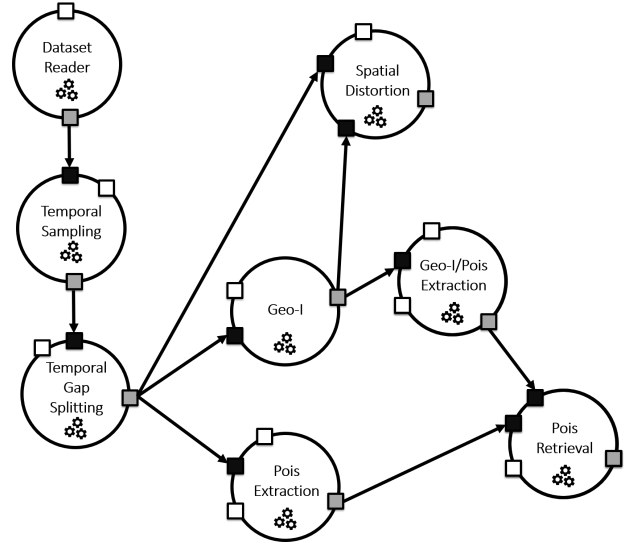 Dataset
Reader
Spatial
Distortion
Temporal
Sampling
Geo-I/Pois
Extraction
Geo-I
Temporal
Gap
Splitting
Pois
Retrieval
Pois
Extraction